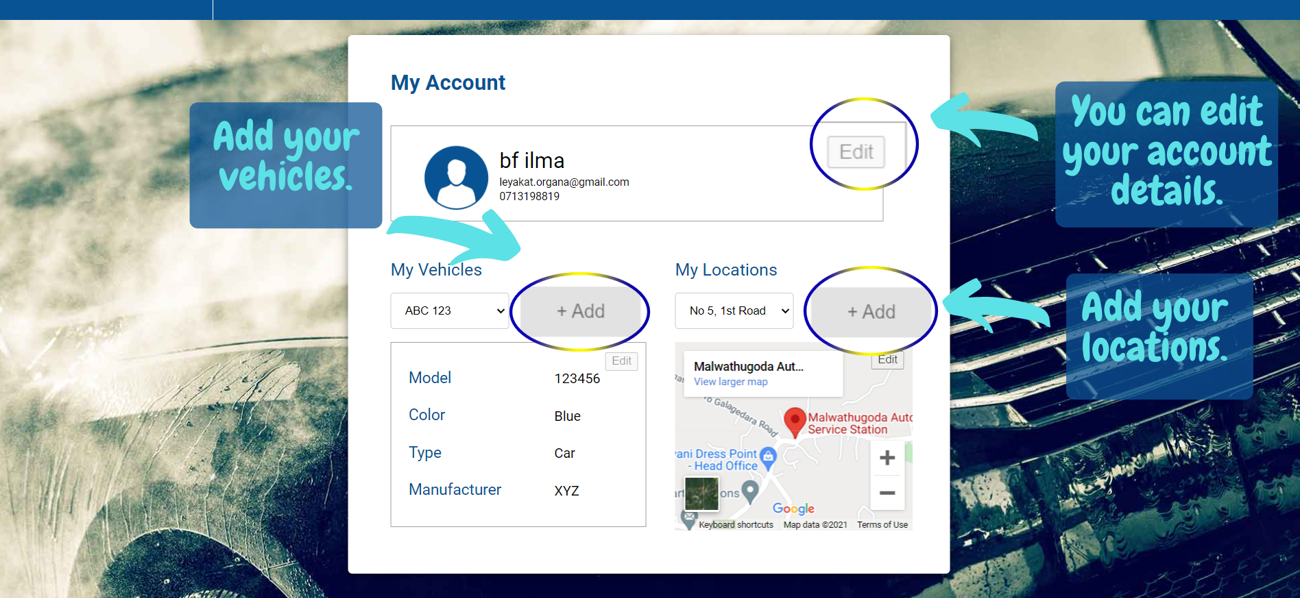 My Account
Add your
vehicles.
bf ilma
leyakat.organa@gmail.com
0713198819
Edit
You can edit
your account
details.
My Vehicles
ABC 123
+ Add
Edit
Model 123456
Color Blue
Type Car
Manufacturer XYZ
My Locations
No 5, 1st Road
+ Add
Add your
locations.
Edit
Malwathugoda Aut...
View larger map
To Galagedara Road
Malwathugoda Auto
Service Station
Dress Point
- Head Office
Google
Keyboard shortcuts Map data ©2021 Terms of Use